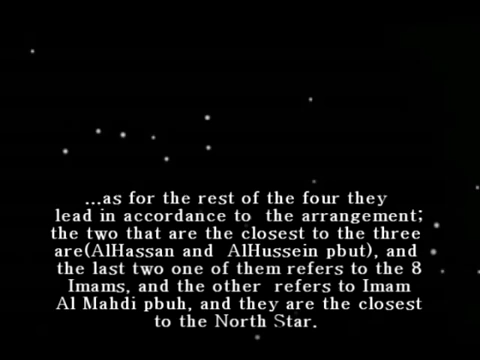 ...as for the rest of the four they
lead in accordance to the arrangement;
the two that are the closest to the three
are(AlHassan and AlHussein pbut), and
the last two one of them refers to the 8
Imams, and the other refers to Imam
Al Mahdi pbuh, and they are the closest
to the North Star.